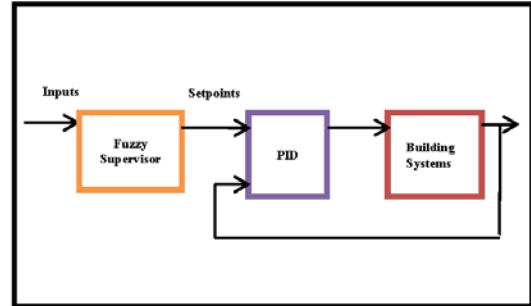 Inputs
Setpoints
Fuzzy
Supervisor
PID
Building
Systems